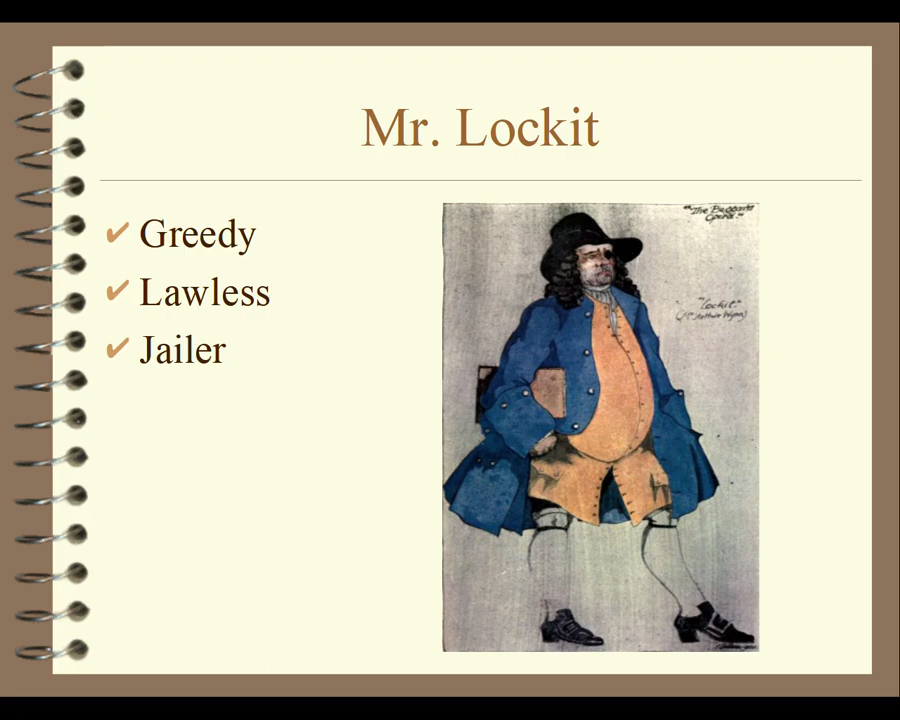 Mr. Lockit
Greedy
Lawless
Jailer
"The Beggar's
Opera."
"Lockit."